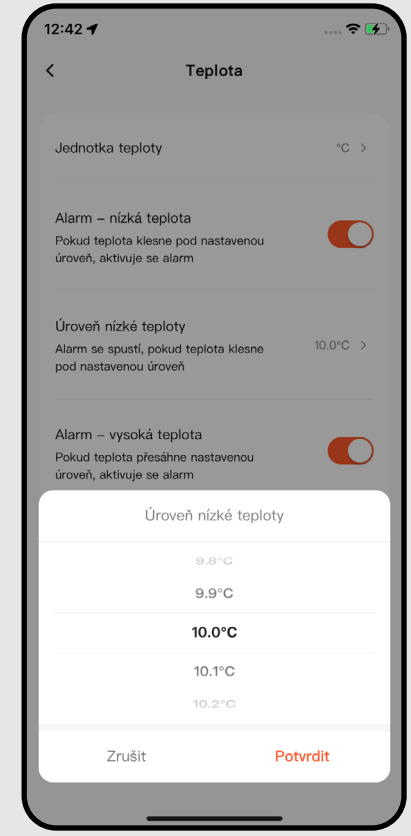 12:42
Teplota
Jednotka teploty
°C
Alarm – nízká teplota
Pokud teplota klesne pod nastavenou
úroveň, aktivuje se alarm
Úroveň nízké teploty
Alarm se spustí, pokud teplota klesne
pod nastavenou úroveň
10.0°C
Alarm – vysoká teplota
Pokud teplota přesáhne nastavenou
úroveň, aktivuje se alarm
Úroveň nízké teploty
9.8°C
9.9°C
10.0°C
10.1°C
10.2°C
Zrušit
Potvrdit